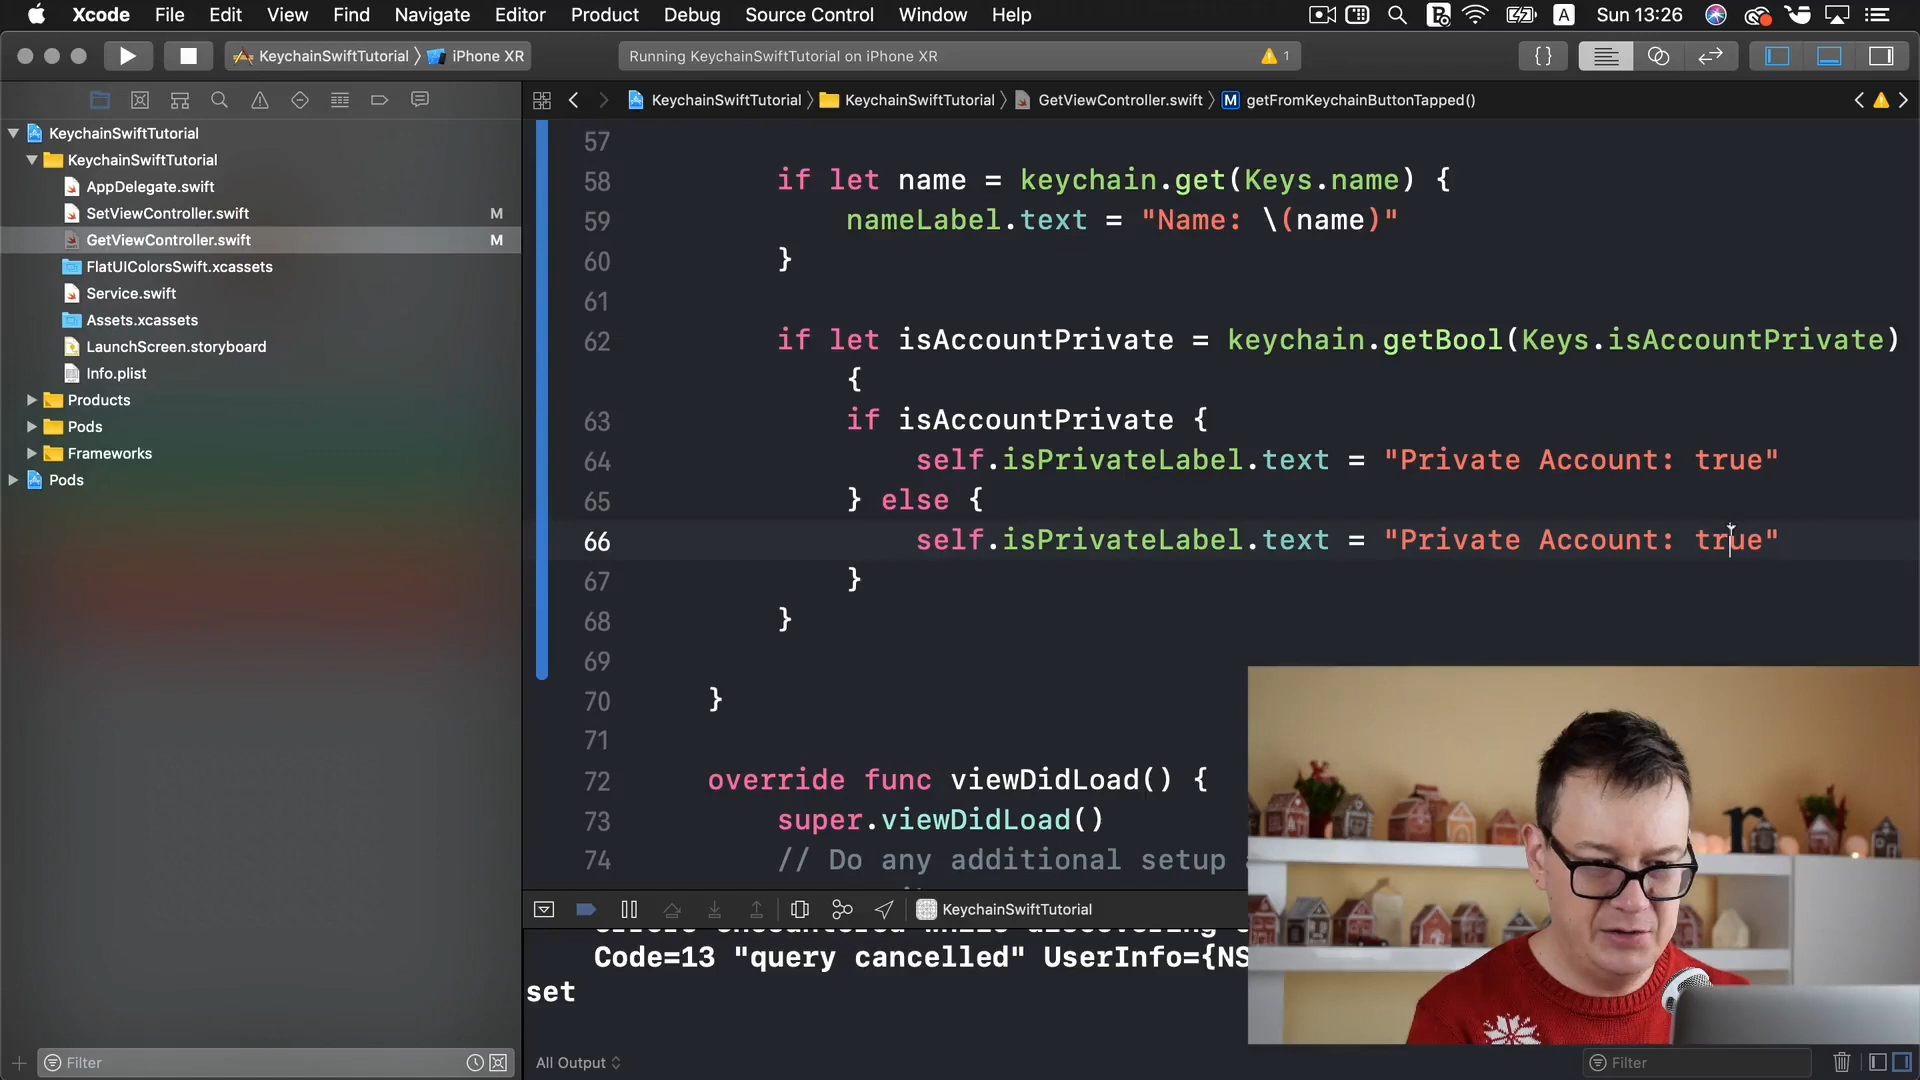 Xcode File Edit View Find Navigate Editor Product Debug Source Control Window Help A Sun 13:26
KeychainSwiftTutorial iPhone XR
Running KeychainSwiftTutorial on iPhone XR 1
KeychainSwiftTutorial KeychainSwiftTutorial GetViewController.swift M getFromKeychainButtonTapped()
KeychainSwiftTutorial
KeychainSwiftTutorial
AppDelegate.swift
SetViewController.swift M
GetViewController.swift M
FlatUIColorsSwift.xcassets
Service.swift
Assets.xcassets
LaunchScreen.storyboard
Info.plist
Products
Pods
Frameworks
Pods
Filter
57
58 if let name = keychain.get(Keys.name) {
59 nameLabel.text = "Name: \(name)"
60 }
61
62 if let isAccountPrivate = keychain.getBool(Keys.isAccountPrivate)
{
63 if isAccountPrivate {
64 self.isPrivateLabel.text = "Private Account: true"
65 } else {
66 self.isPrivateLabel.text = "Private Account: true"
67 }
68 }
69
70 }
71
72 override func viewDidLoad() {
73 super.viewDidLoad()
74 // Do any additional setup
KeychainSwiftTutorial
Code=13 "query cancelled" UserInfo={NS
set
All Output
Filter